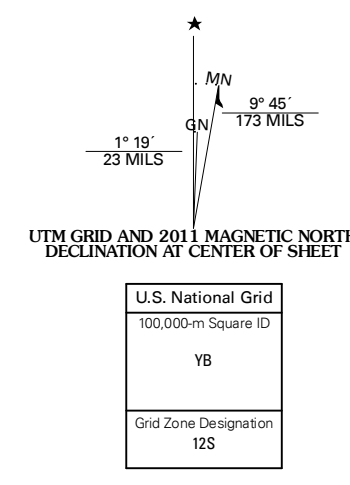 MN
9° 45´
173 MILS
GN
1° 19´
23 MILS
UTM GRID AND 2011 MAGNETIC NORTH
DECLINATION AT CENTER OF SHEET
U.S. National Grid
100,000-m Square ID
YB
Grid Zone Designation
12S